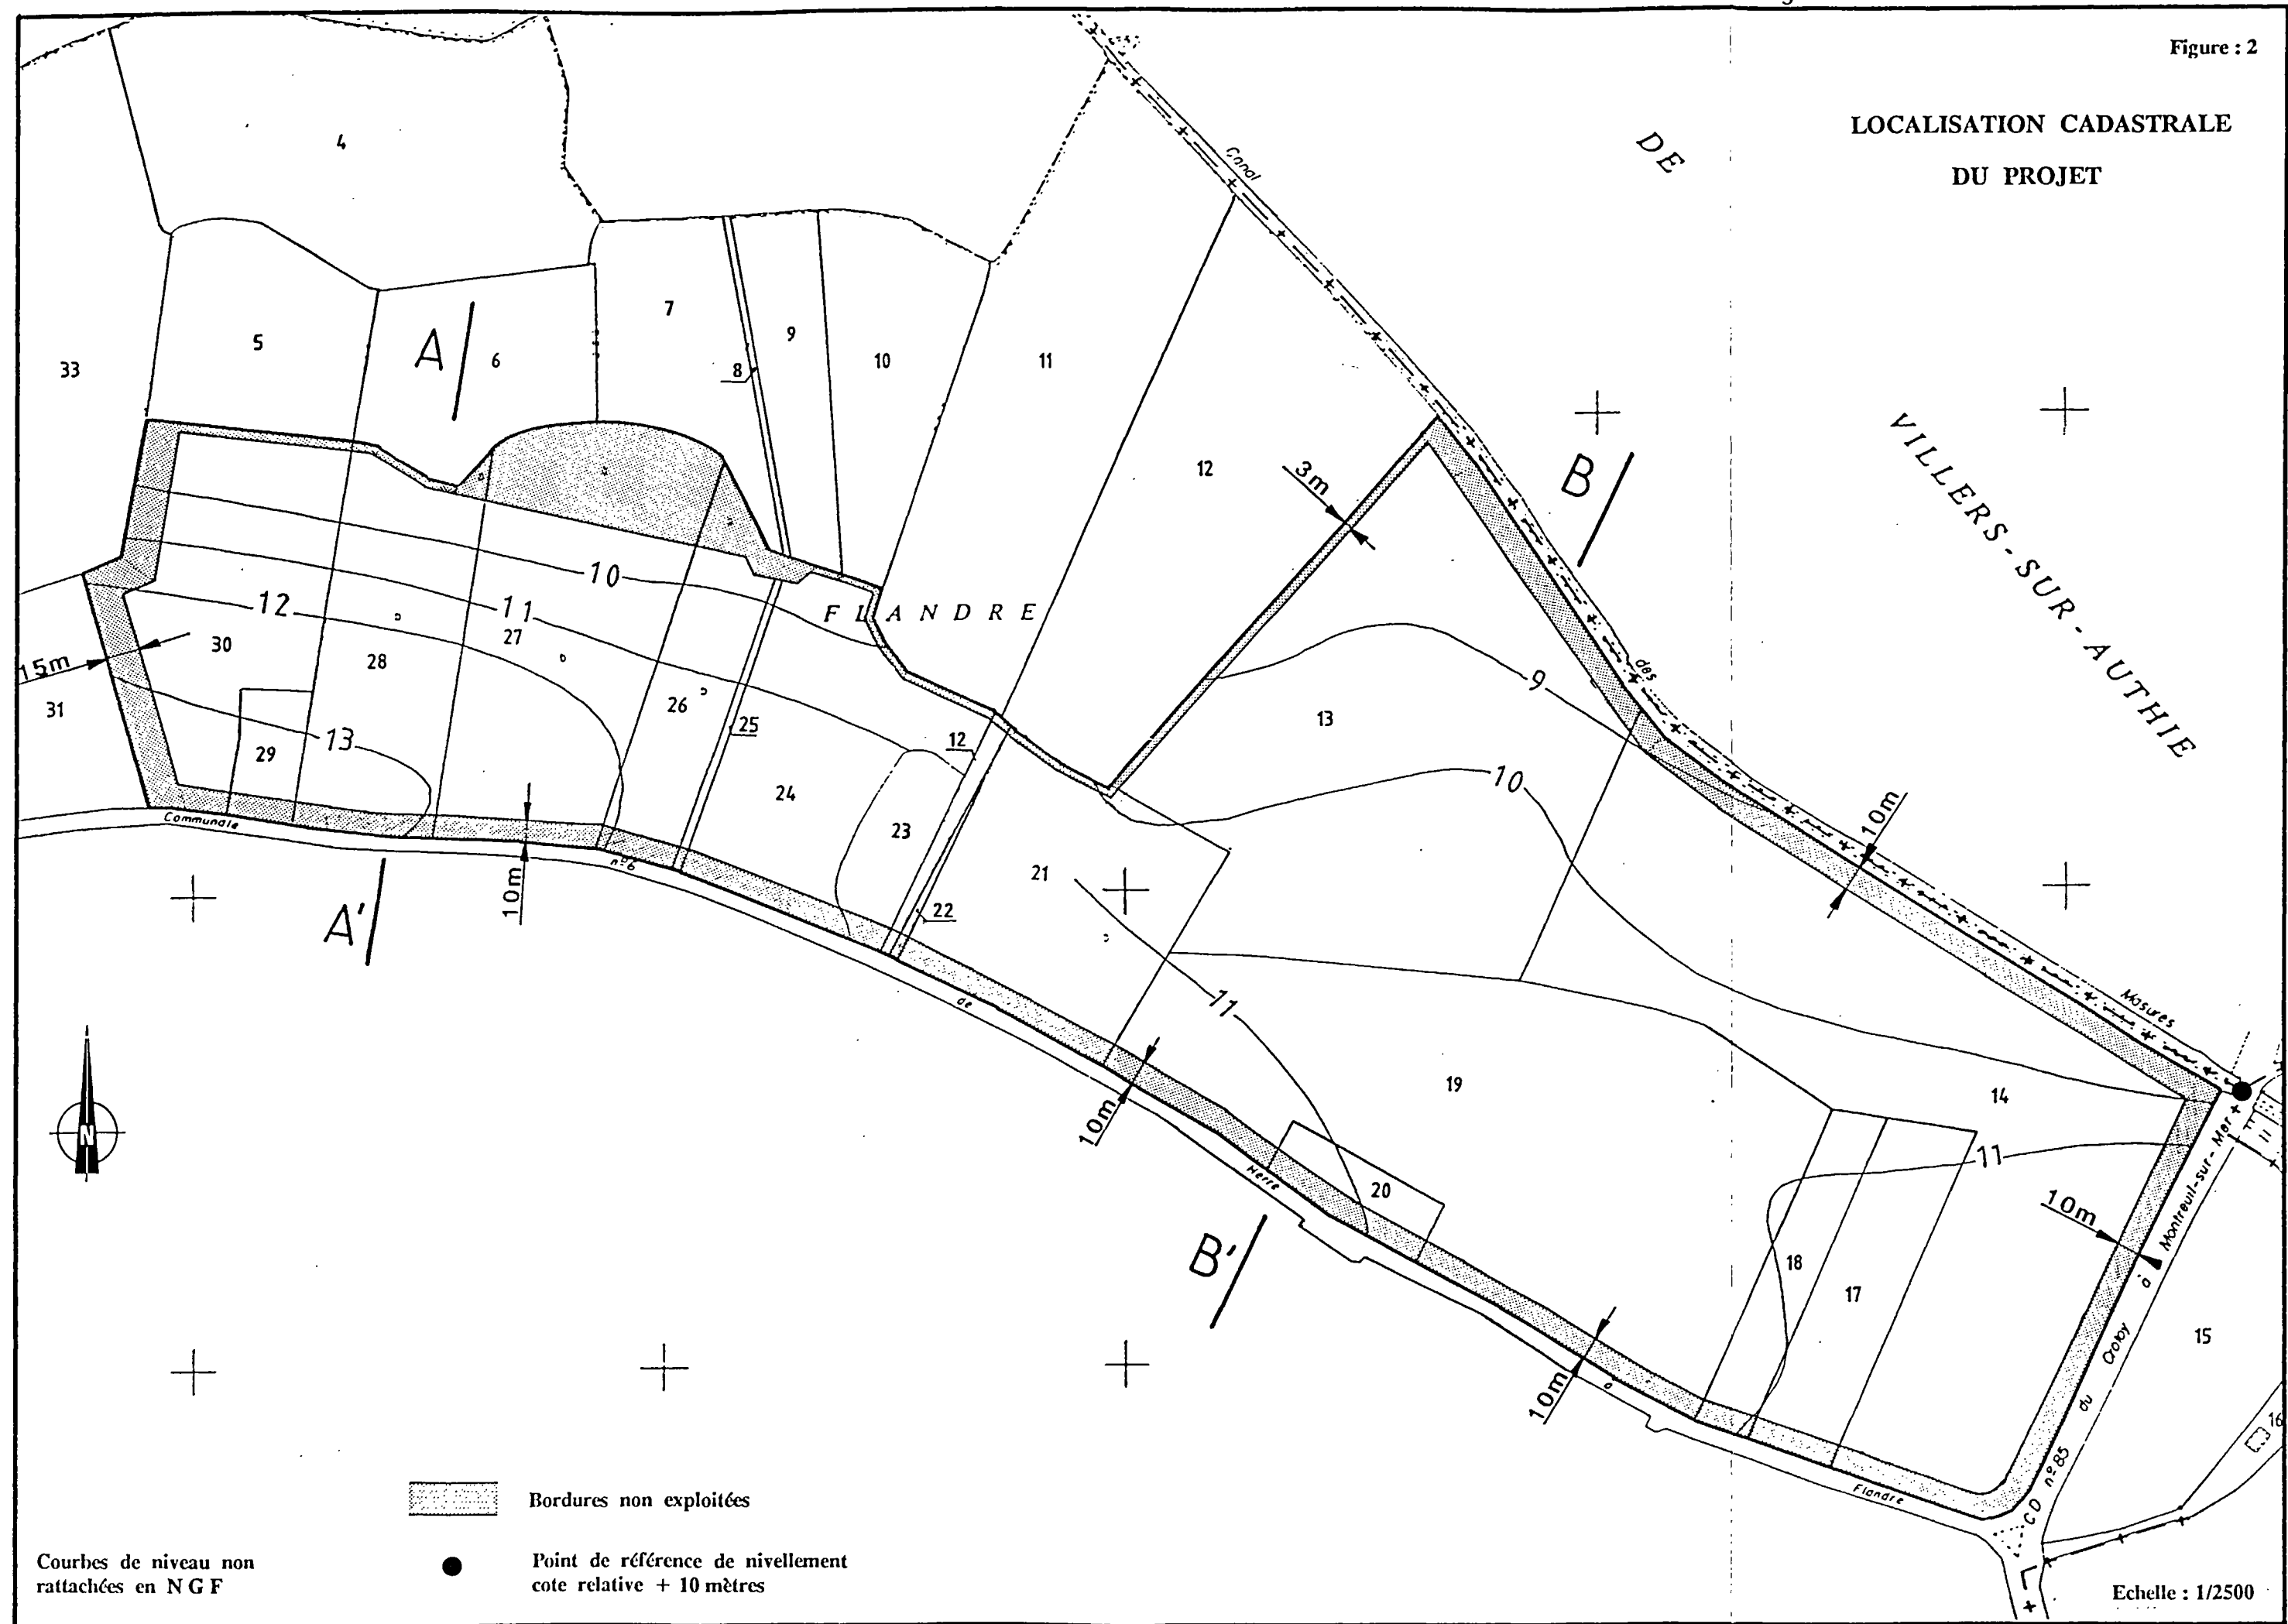 Figure : 2
LOCALISATION CADASTRALE
DU PROJET
DE
VILLERS-SUR-AUTHIE
Canal
des
Masures
4
5
A
6
7
8
9
10
11
12
33
3m
B
10
F L A N D R E
11
12
27
30
28
15m
31
26
25
12
13
29
24
23
13
9
10
10m
Communale
n°6
10m
A'
21
22
11
de
N
19
14
10m
20
Herre
11
10m
B'
18
17
Montreuil-sur-Mer
à
Crotoy
du
CD n°85
15
16
10m
à
Flandre
Bordures non exploitées
Courbes de niveau non
rattachées en N G F
Point de référence de nivellement
cote relative + 10 mètres
Echelle : 1/2500